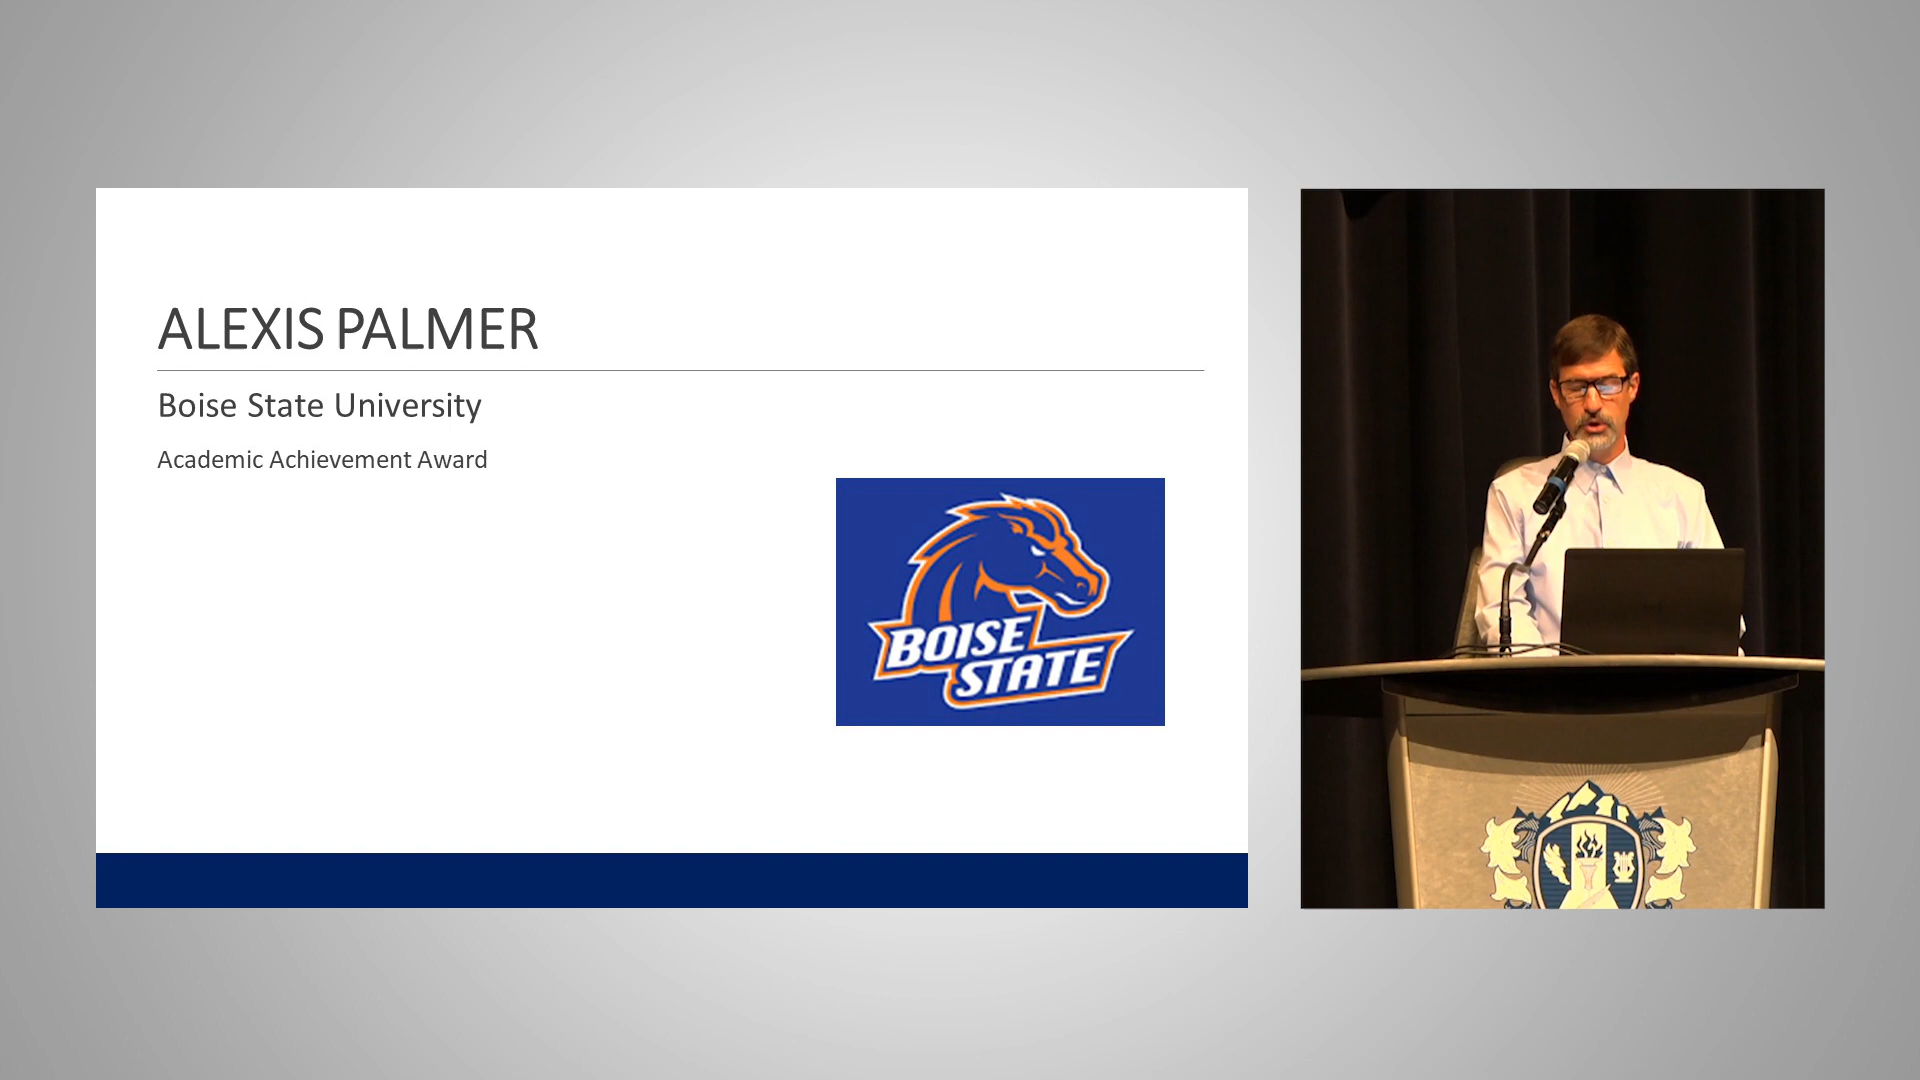 ALEXIS PALMER
Boise State University
Academic Achievement Award
BOISE
STATE